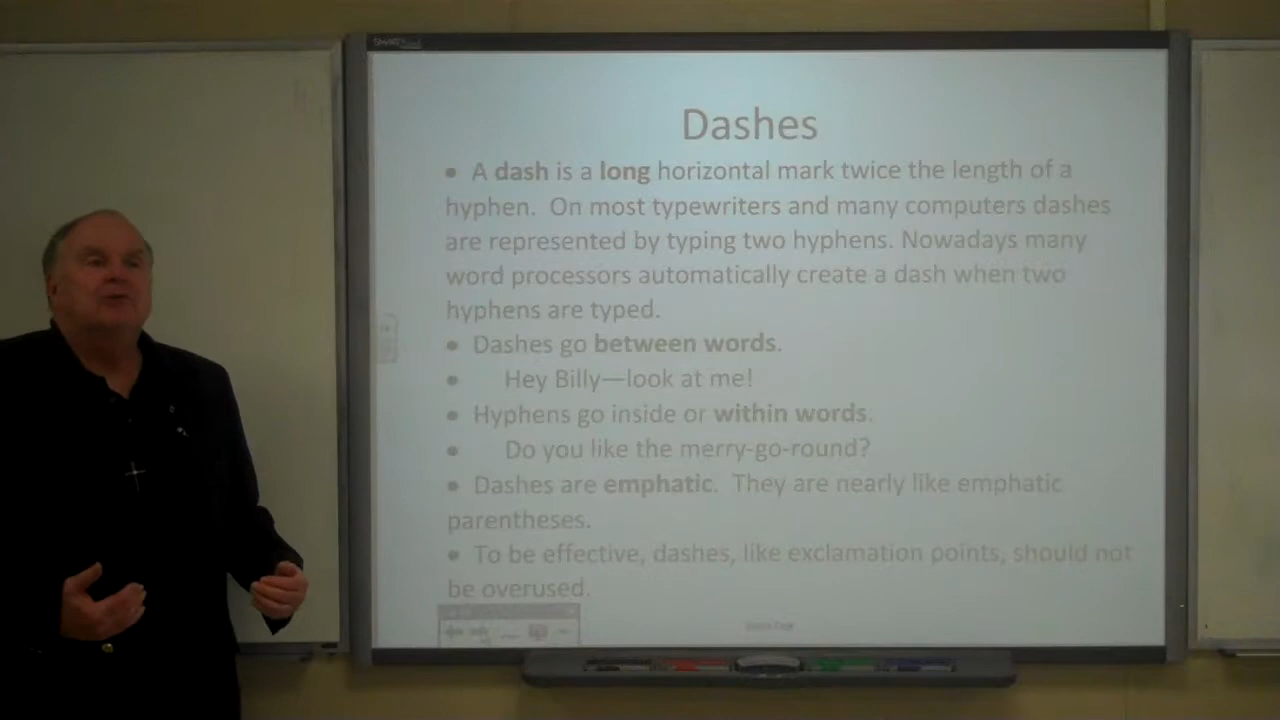 Dashes
• A dash is a long horizontal mark twice the length of a
hyphen. On most typewriters and many computers dashes
are represented by typing two hyphens. Nowadays many
word processors automatically create a dash when two
hyphens are typed.
• Dashes go between words.
• Hey Billy—look at me!
• Hyphens go inside or within words.
• Do you like the merry-go-round?
• Dashes are emphatic. They are nearly like emphatic
parentheses.
• To be effective, dashes, like exclamation points, should not
be overused.